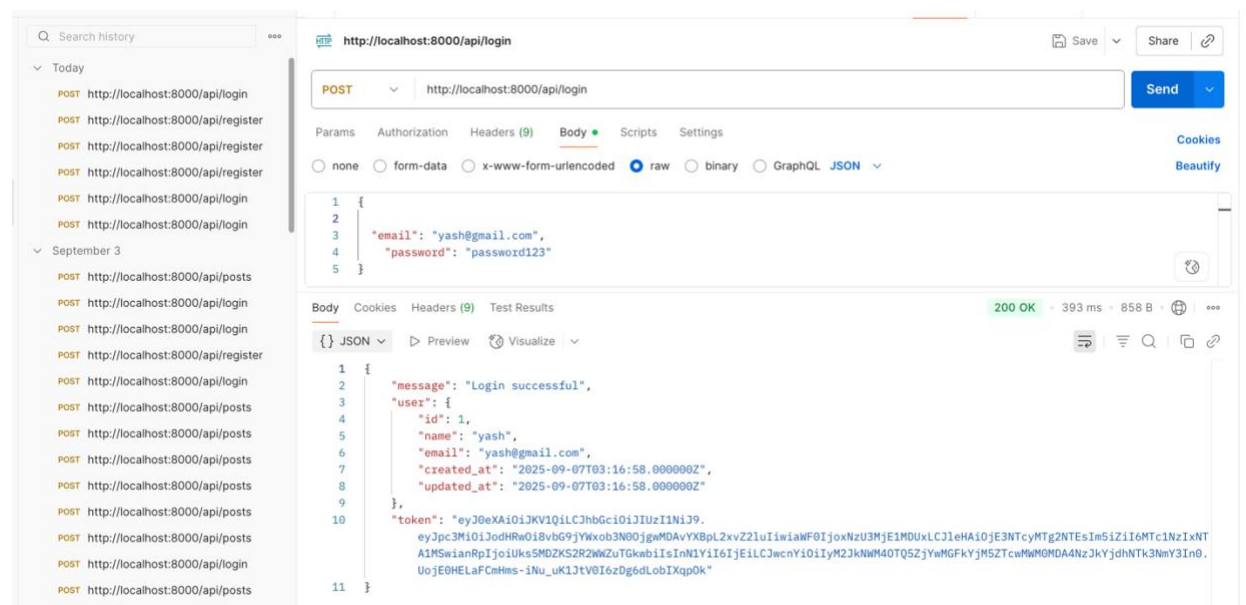 Search history
Today
POST http://localhost:8000/api/login
POST http://localhost:8000/api/register
POST http://localhost:8000/api/register
POST http://localhost:8000/api/register
POST http://localhost:8000/api/login
POST http://localhost:8000/api/login
September 3
POST http://localhost:8000/api/posts
POST http://localhost:8000/api/login
POST http://localhost:8000/api/login
POST http://localhost:8000/api/register
POST http://localhost:8000/api/login
POST http://localhost:8000/api/posts
POST http://localhost:8000/api/posts
POST http://localhost:8000/api/posts
POST http://localhost:8000/api/posts
POST http://localhost:8000/api/posts
POST http://localhost:8000/api/posts
POST http://localhost:8000/api/posts
POST http://localhost:8000/api/login
POST http://localhost:8000/api/posts
HTTP http://localhost:8000/api/login Save Share
POST http://localhost:8000/api/login Send
Params Authorization Headers (9) Body Scripts Settings Cookies
none form-data x-www-form-urlencoded raw binary GraphQL JSON Beautify
1 {
2
3 "email": "yash@gmail.com",
4 "password": "password123"
5 }
Body Cookies Headers (9) Test Results 200 OK 393 ms 858 B
{} JSON Preview Visualize
1 {
2 "message": "Login successful",
3 "user": {
4 "id": 1,
5 "name": "yash",
6 "email": "yash@gmail.com",
7 "created_at": "2025-09-07T03:16:58.000000Z",
8 "updated_at": "2025-09-07T03:16:58.000000Z"
9 },
10 "token": "eyJ0eXAiOiJKV1QiLCJhbGciOiJIUzI1NiJ9.
11 }